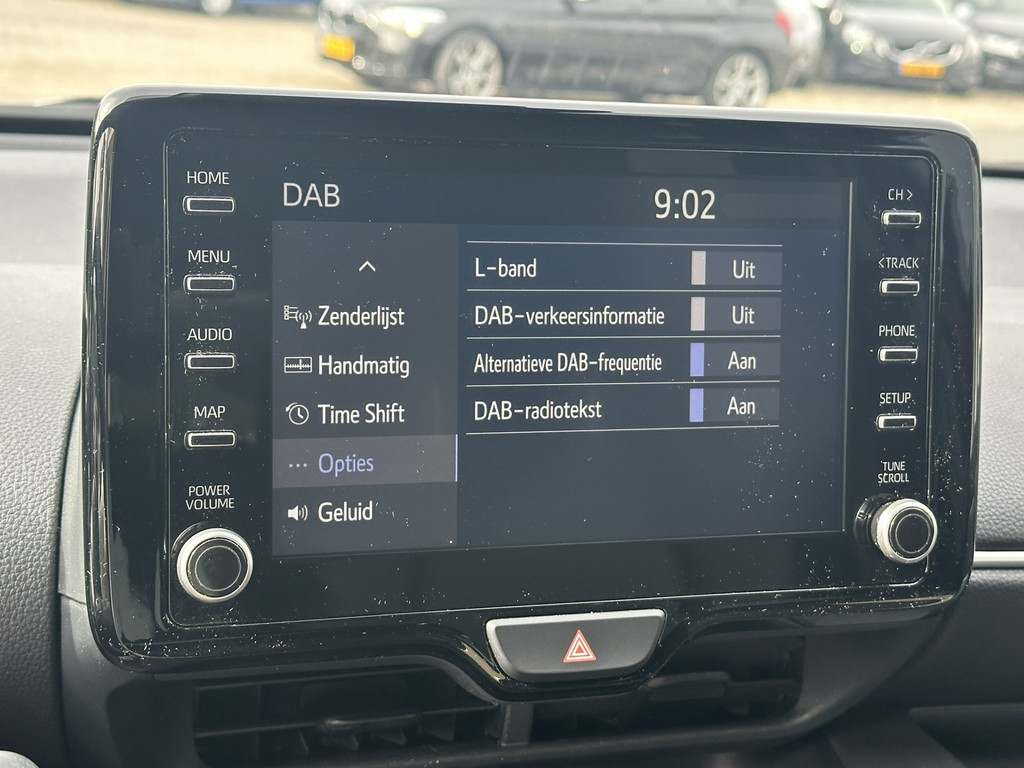 HOME
MENU
AUDIO
MAP
POWER
VOLUME
DAB
9:02
Zenderlijst
Handmatig
Time Shift
Opties
Geluid
L-band Uit
DAB-verkeersinformatie Uit
Alternatieve DAB-frequentie Aan
DAB-radiotekst Aan
CH >
< TRACK
PHONE
SETUP
TUNE
SCROLL